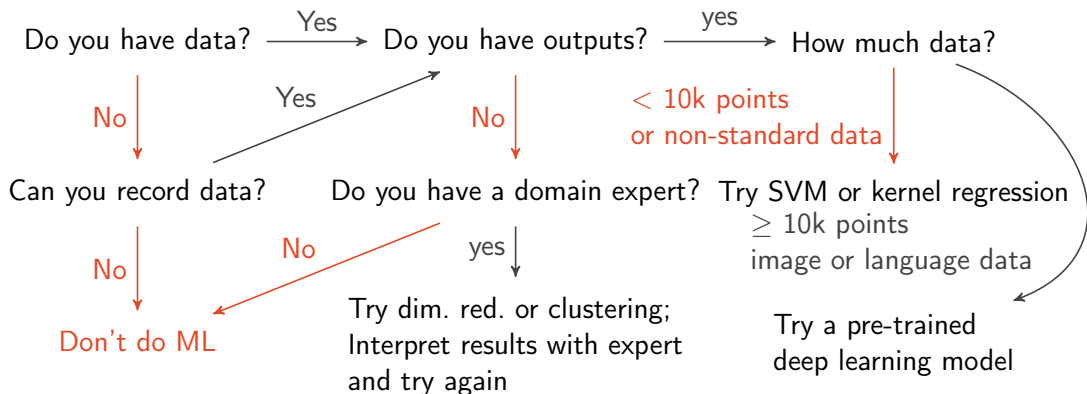 Do you have data?
Yes
Do you have outputs?
yes
How much data?
No
Yes
No
< 10k points
or non-standard data
Can you record data?
Do you have a domain expert?
Try SVM or kernel regression
≥ 10k points
image or language data
No
No
yes
Don't do ML
Try dim. red. or clustering;
Interpret results with expert
and try again
Try a pre-trained
deep learning model